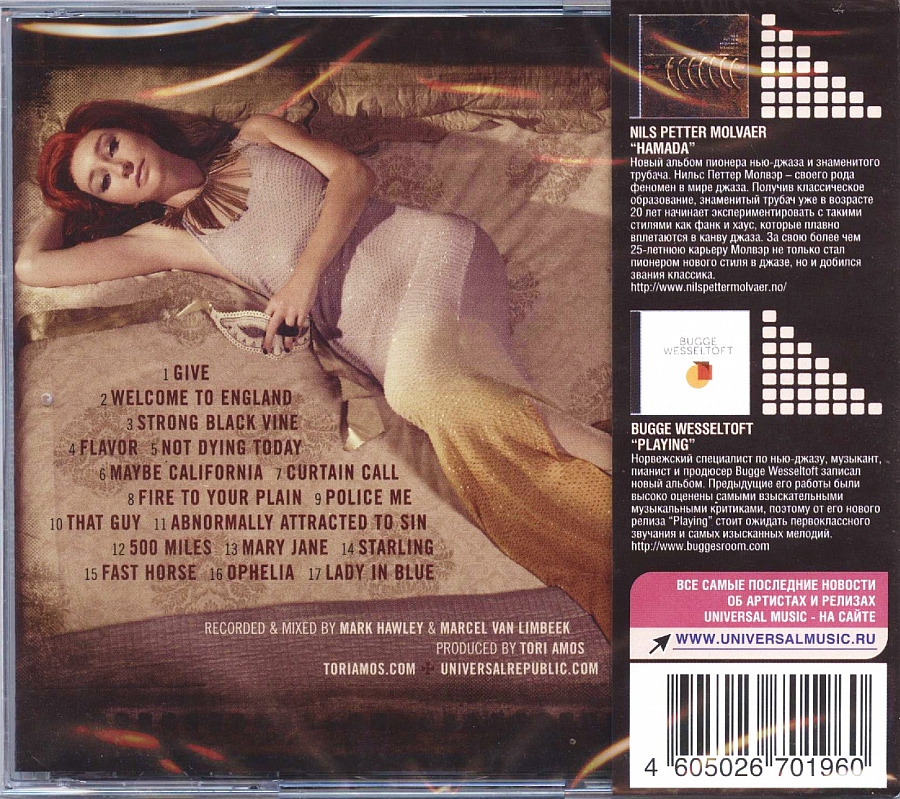 1 GIVE
2 WELCOME TO ENGLAND
3 STRONG BLACK VINE
4 FLAVOR 5 NOT DYING TODAY
6 MAYBE CALIFORNIA 7 CURTAIN CALL
8 FIRE TO YOUR PLAIN 9 POLICE ME
10 THAT GUY 11 ABNORMALLY ATTRACTED TO SIN
12 500 MILES 13 MARY JANE 14 STARLING
15 FAST HORSE 16 OPHELIA 17 LADY IN BLUE
RECORDED & MIXED BY MARK HAWLEY & MARCEL VAN LIMBEEK
PRODUCED BY TORI AMOS
TORIAMOS.COM ✠ UNIVERSALREPUBLIC.COM
NILS PETTER MOLVAER
“HAMADA”
Новый альбом пионера нью-джаза и знаменитого
трубача. Нильс Петтер Молвэр – своего рода
феномен в мире джаза. Получив классическое
образование, знаменитый трубач уже в возрасте
20 лет начинает экспериментировать с такими
стилями как фанк и хаус, которые плавно
вплетаются в канву джаза. За свою более чем
25-летнюю карьеру Молвэр не только стал
пионером нового стиля в джазе, но и добился
звания классика.
http://www.nilspettermolvaer.no/
BUGGE
WESSELTOFT
BUGGE WESSELTOFT
“PLAYING”
Норвежский специалист по нью-джазу, музыкант,
пианист и продюсер Bugge Wesseltoft записал
новый альбом. Предыдущие его работы были
высоко оценены самыми взыскательными
музыкальными критиками, поэтому от его нового
релиза “Playing” стоит ожидать первоклассного
звучания и самых изысканных мелодий.
http://www.buggesroom.com
ВСЕ САМЫЕ ПОСЛЕДНИЕ НОВОСТИ
ОБ АРТИСТАХ И РЕЛИЗАХ
UNIVERSAL MUSIC - НА САЙТЕ
WWW.UNIVERSALMUSIC.RU
4 605026 701960